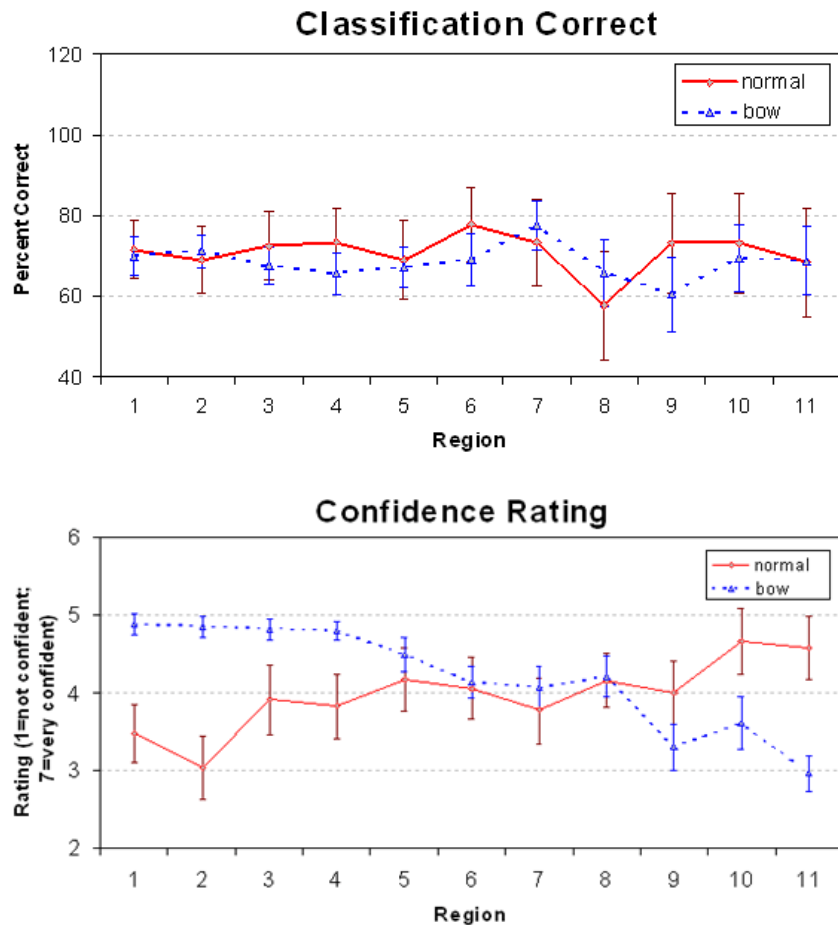 Classification Correct
120
100
80
60
40
Percent Correct
normal
bow
1 2 3 4 5 6 7 8 9 10 11
Region
Confidence Rating
6
5
4
3
2
Rating (1=not confident;
7=very confident)
normal
bow
1 2 3 4 5 6 7 8 9 10 11
Region